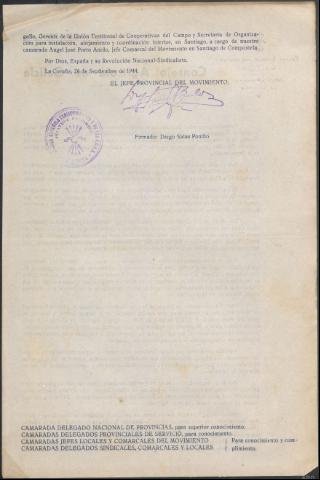 gallo, Gerente de la Unión Territorial de Cooperativas del Campo y Secretaría de Organiza-
ción para instalación, alojamiento y coordinación interior, en Santiago, a cargo de nuestro
camarada Angel José Porto Anido, Jefe Comarcal del Movimiento en Santiago de Compostela.
Por Dios, España y su Revolución Nacional-Sindicalista.
La Coruña, 26 de Septiembre de 1944.
EL JEFE PROVINCIAL DEL MOVIMIENTO,
Firmado: Diego Salas Pombo
CAMARADA DELEGADO NACIONAL DE PROVINCIAS, para superior conocimiento.
CAMARADAS DELEGADOS PROVINCIALES DE SERVICIO, para conocimiento.
CAMARADAS JEFES LOCALES Y COMARCALES DEL MOVIMIENTO
CAMARADAS DELEGADOS SINDICALES, COMARCALES Y LOCALES
Para conocimiento y cum-
plimiento.